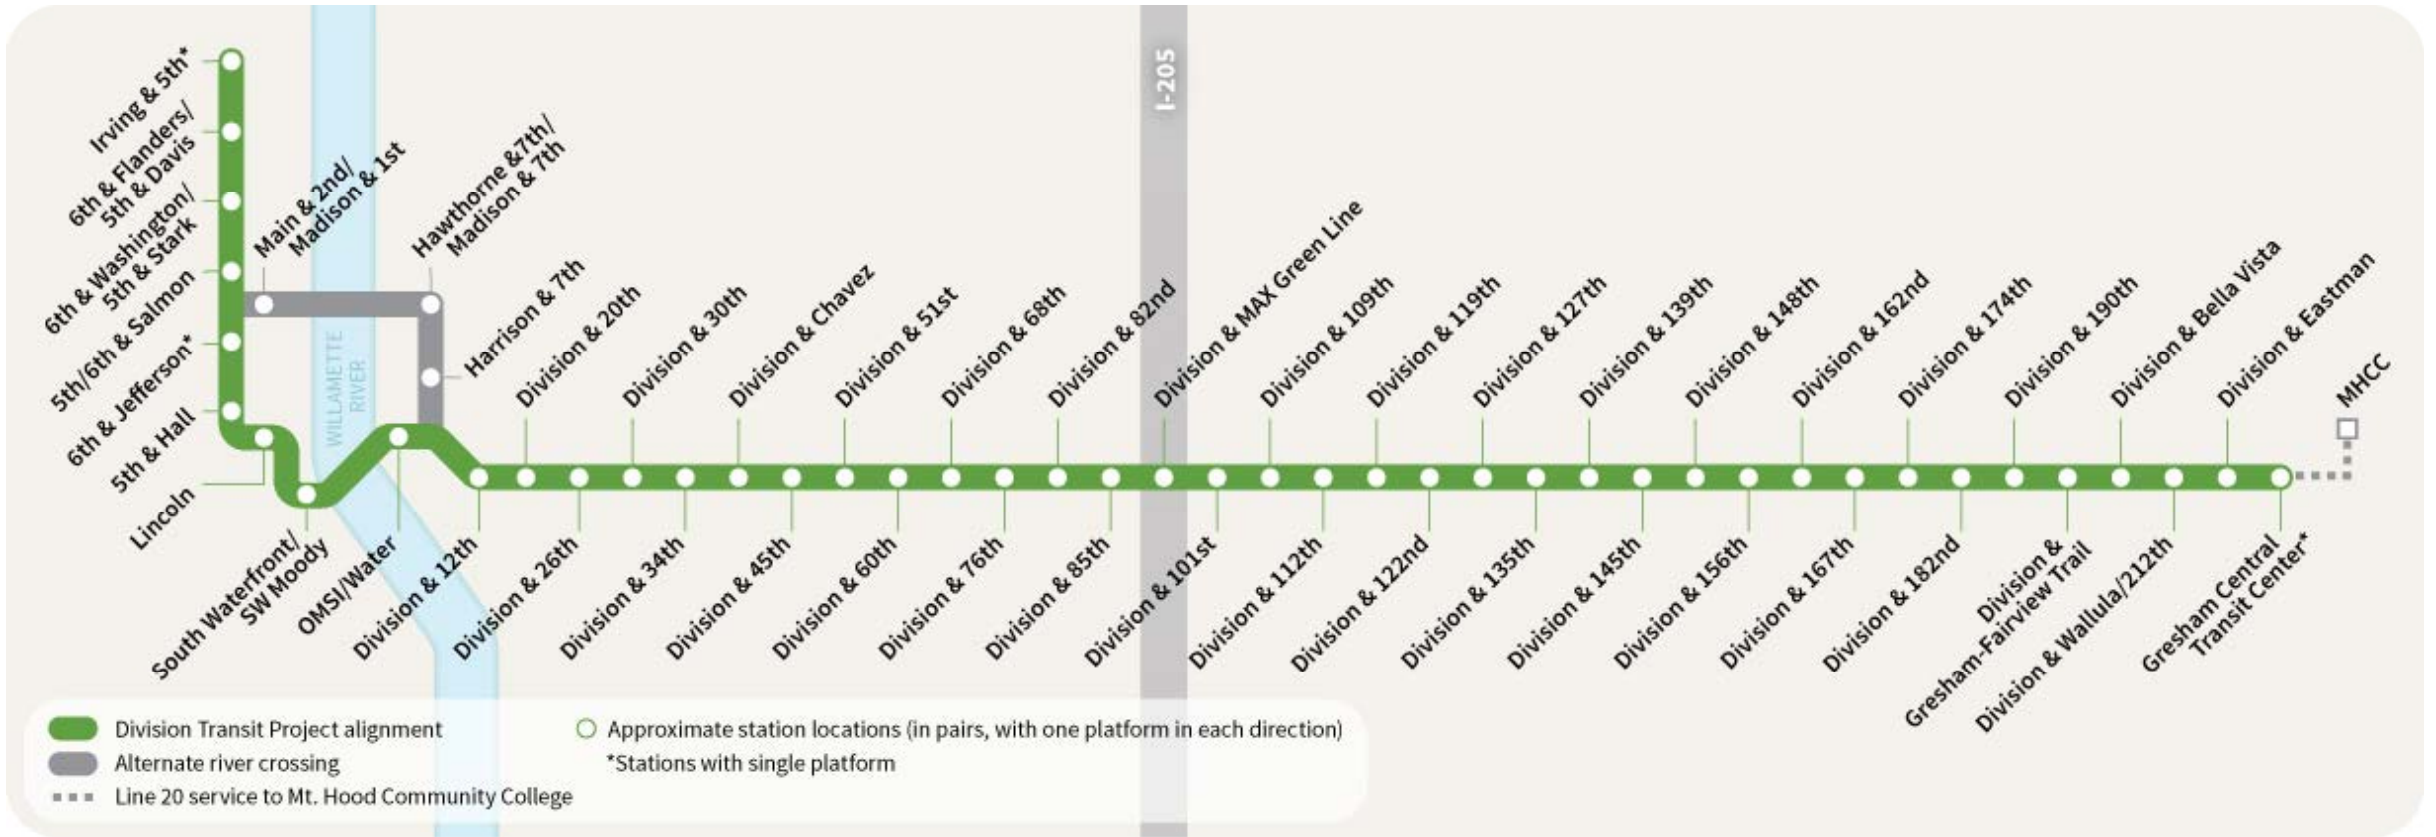 Irving & 5th*
6th & Flanders/
5th & Davis
6th & Washington/
5th & Stark
5th/6th & Salmon
6th & Jefferson*
5th & Hall
Lincoln
South Waterfront/
SW Moody
OMSI/Water
Main & 2nd/
Madison & 1st
Hawthorne &7th/
Madison & 7th
Harrison & 7th
WILLAMETTE
RIVER
I-205
Division & 12th
Division & 20th
Division & 26th
Division & 30th
Division & 34th
Division & Chavez
Division & 45th
Division & 51st
Division & 60th
Division & 68th
Division & 76th
Division & 82nd
Division & 85th
Division & MAX Green Line
Division & 101st
Division & 109th
Division & 112th
Division & 119th
Division & 122nd
Division & 127th
Division & 135th
Division & 139th
Division & 145th
Division & 148th
Division & 156th
Division & 162nd
Division & 167th
Division & 174th
Division & 182nd
Division & 190th
Division &
Gresham-Fairview Trail
Division & Bella Vista
Division & Wallula/212th
Division & Eastman
Gresham Central
Transit Center*
MHCC
Division Transit Project alignment
Alternate river crossing
Line 20 service to Mt. Hood Community College
Approximate station locations (in pairs, with one platform in each direction)
*Stations with single platform